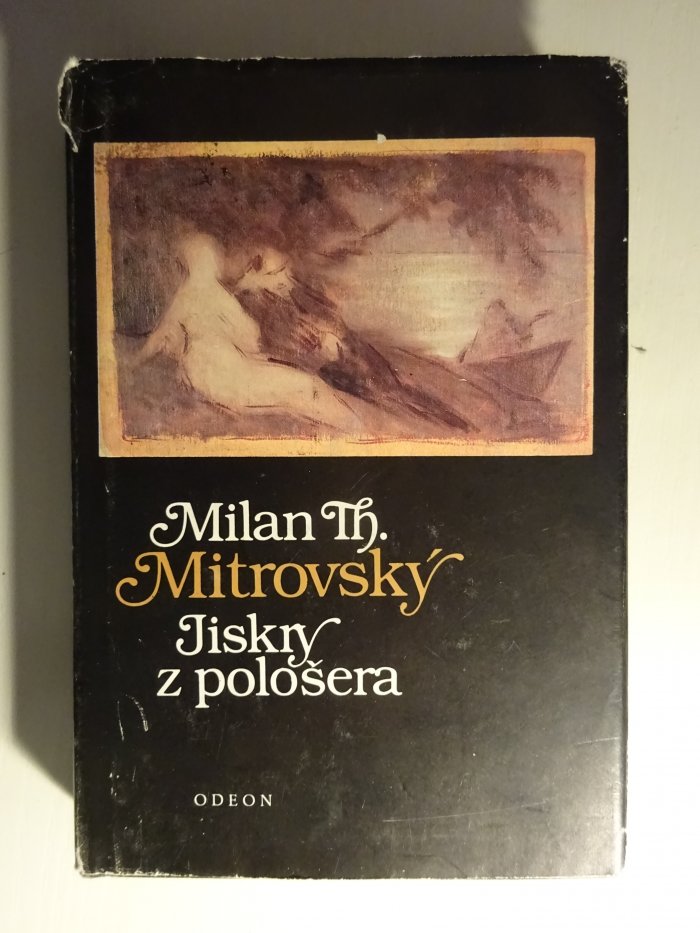 Milan Th.
Mitrovský
Jiskry
z pološera
ODEON